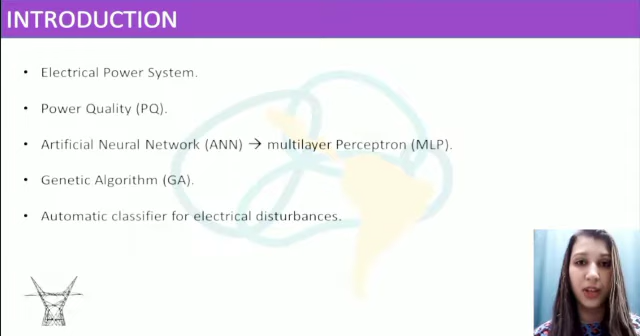 INTRODUCTION
• Electrical Power System.
• Power Quality (PQ).
• Artificial Neural Network (ANN) → multilayer Perceptron (MLP).
• Genetic Algorithm (GA).
• Automatic classifier for electrical disturbances.